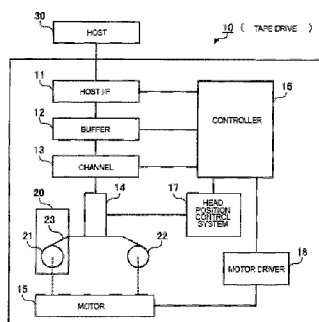 30
HOST
10 ( TAPE DRIVE )
11
HOST I/F
12
BUFFER
13
CHANNEL
16
CONTROLLER
20
23
14
17
HEAD
POSITION
CONTROL
SYSTEM
21
22
18
MOTOR DRIVER
15
MOTOR